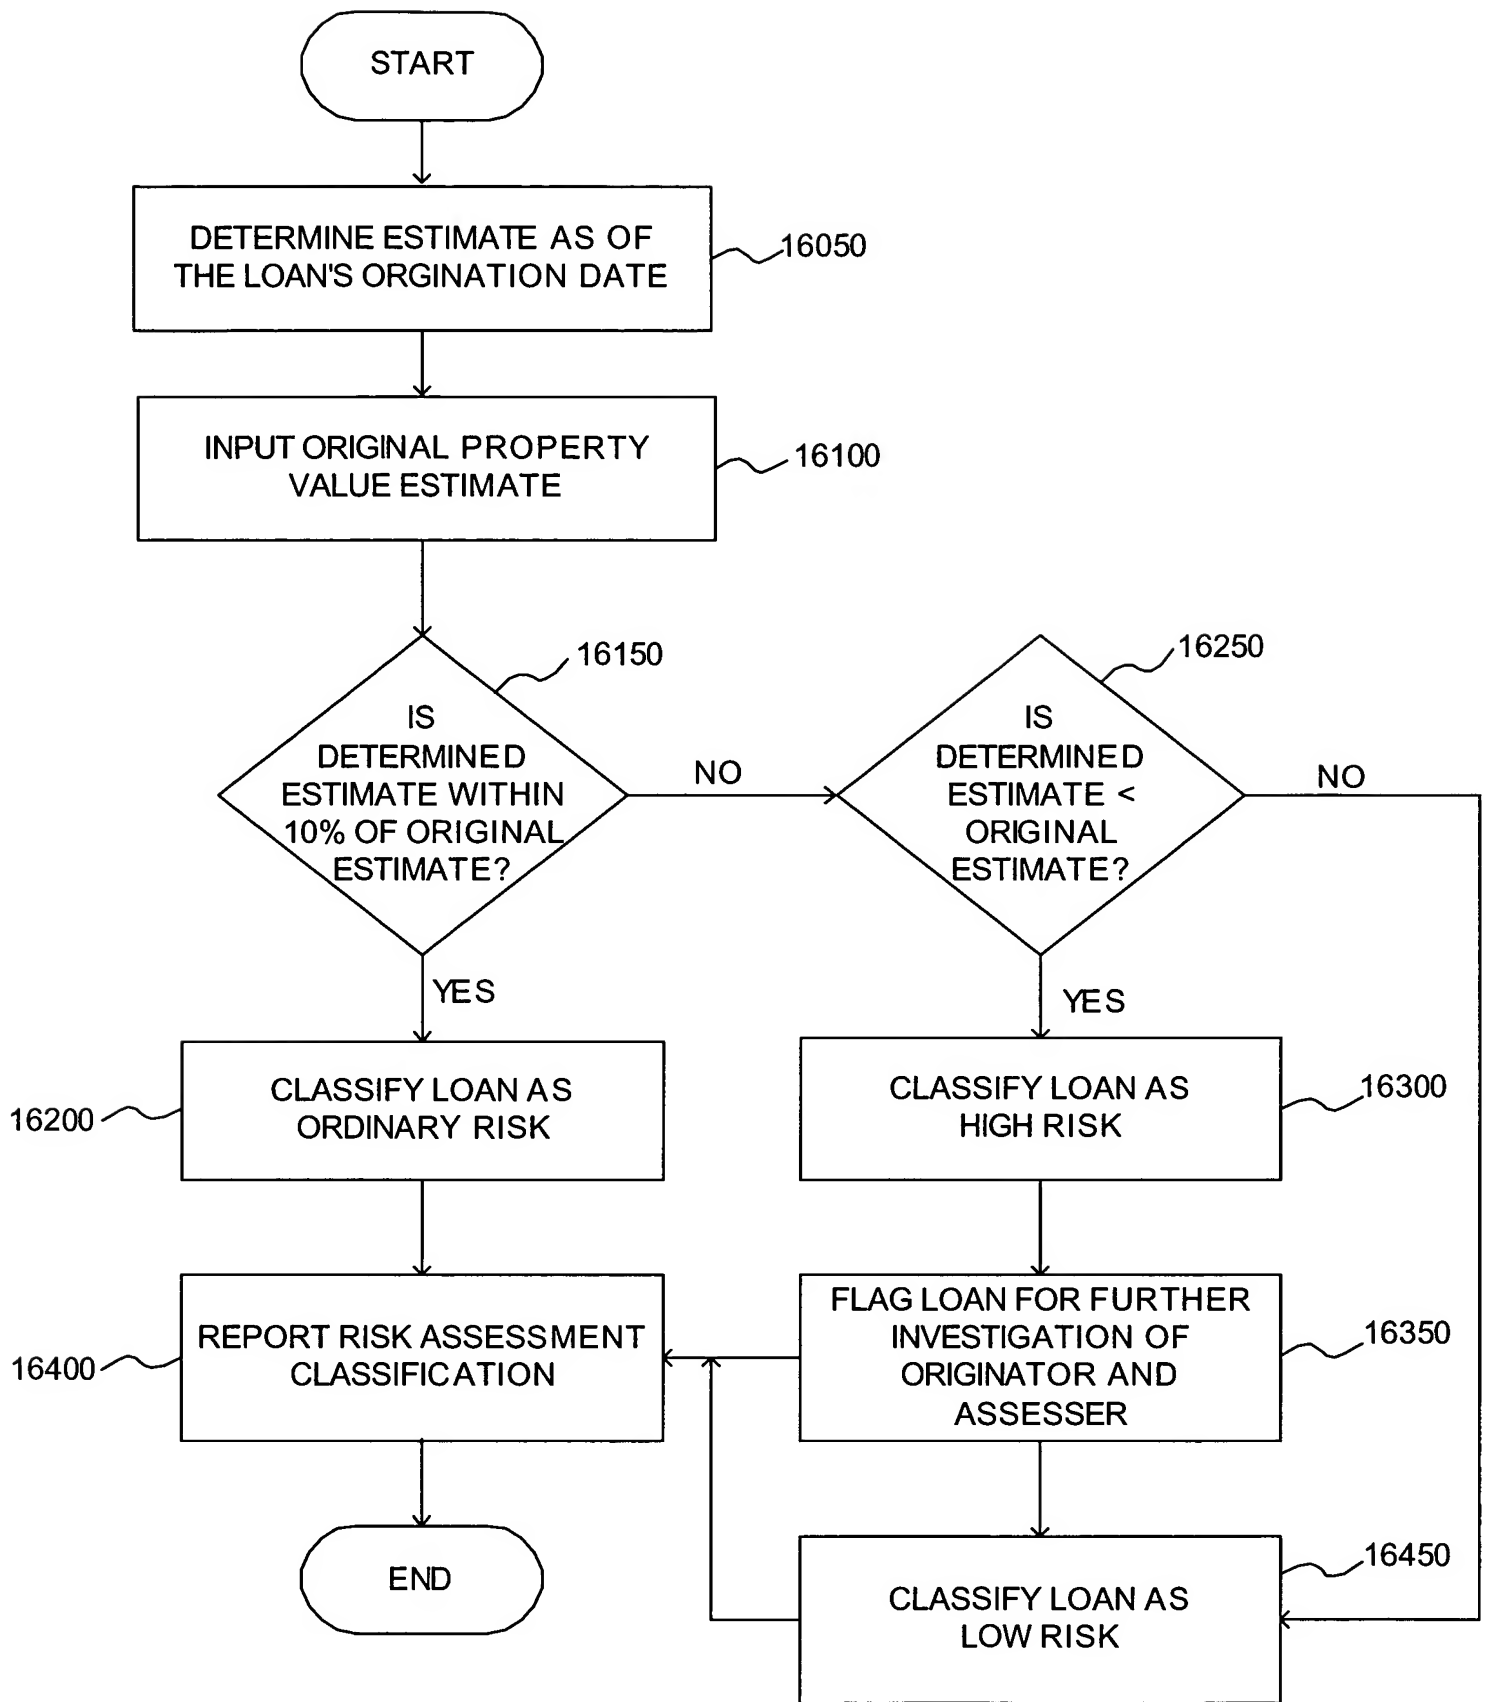 START
DETERMINE ESTIMATE AS OF
THE LOAN'S ORGINATION DATE
16050
INPUT ORIGINAL PROPERTY
VALUE ESTIMATE
16100
IS
DETERMINED
ESTIMATE WITHIN
10% OF ORIGINAL
ESTIMATE?
16150
NO
IS
DETERMINED
ESTIMATE <
ORIGINAL
ESTIMATE?
16250
NO
YES
YES
CLASSIFY LOAN AS
ORDINARY RISK
16200
CLASSIFY LOAN AS
HIGH RISK
16300
REPORT RISK ASSESSMENT
CLASSIFICATION
16400
FLAG LOAN FOR FURTHER
INVESTIGATION OF
ORIGINATOR AND
ASSESSER
16350
END
CLASSIFY LOAN AS
LOW RISK
16450